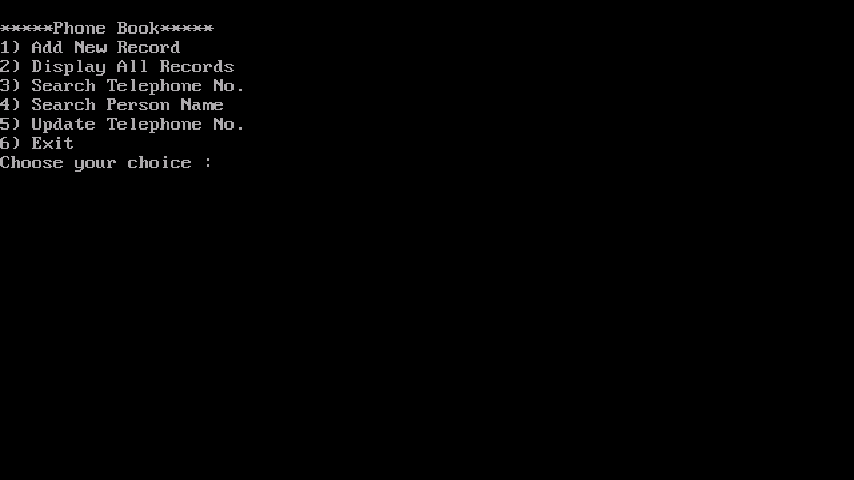 *****Phone Book*****
1) Add New Record
2) Display All Records
3) Search Telephone No.
4) Search Person Name
5) Update Telephone No.
6) Exit
Choose your choice :